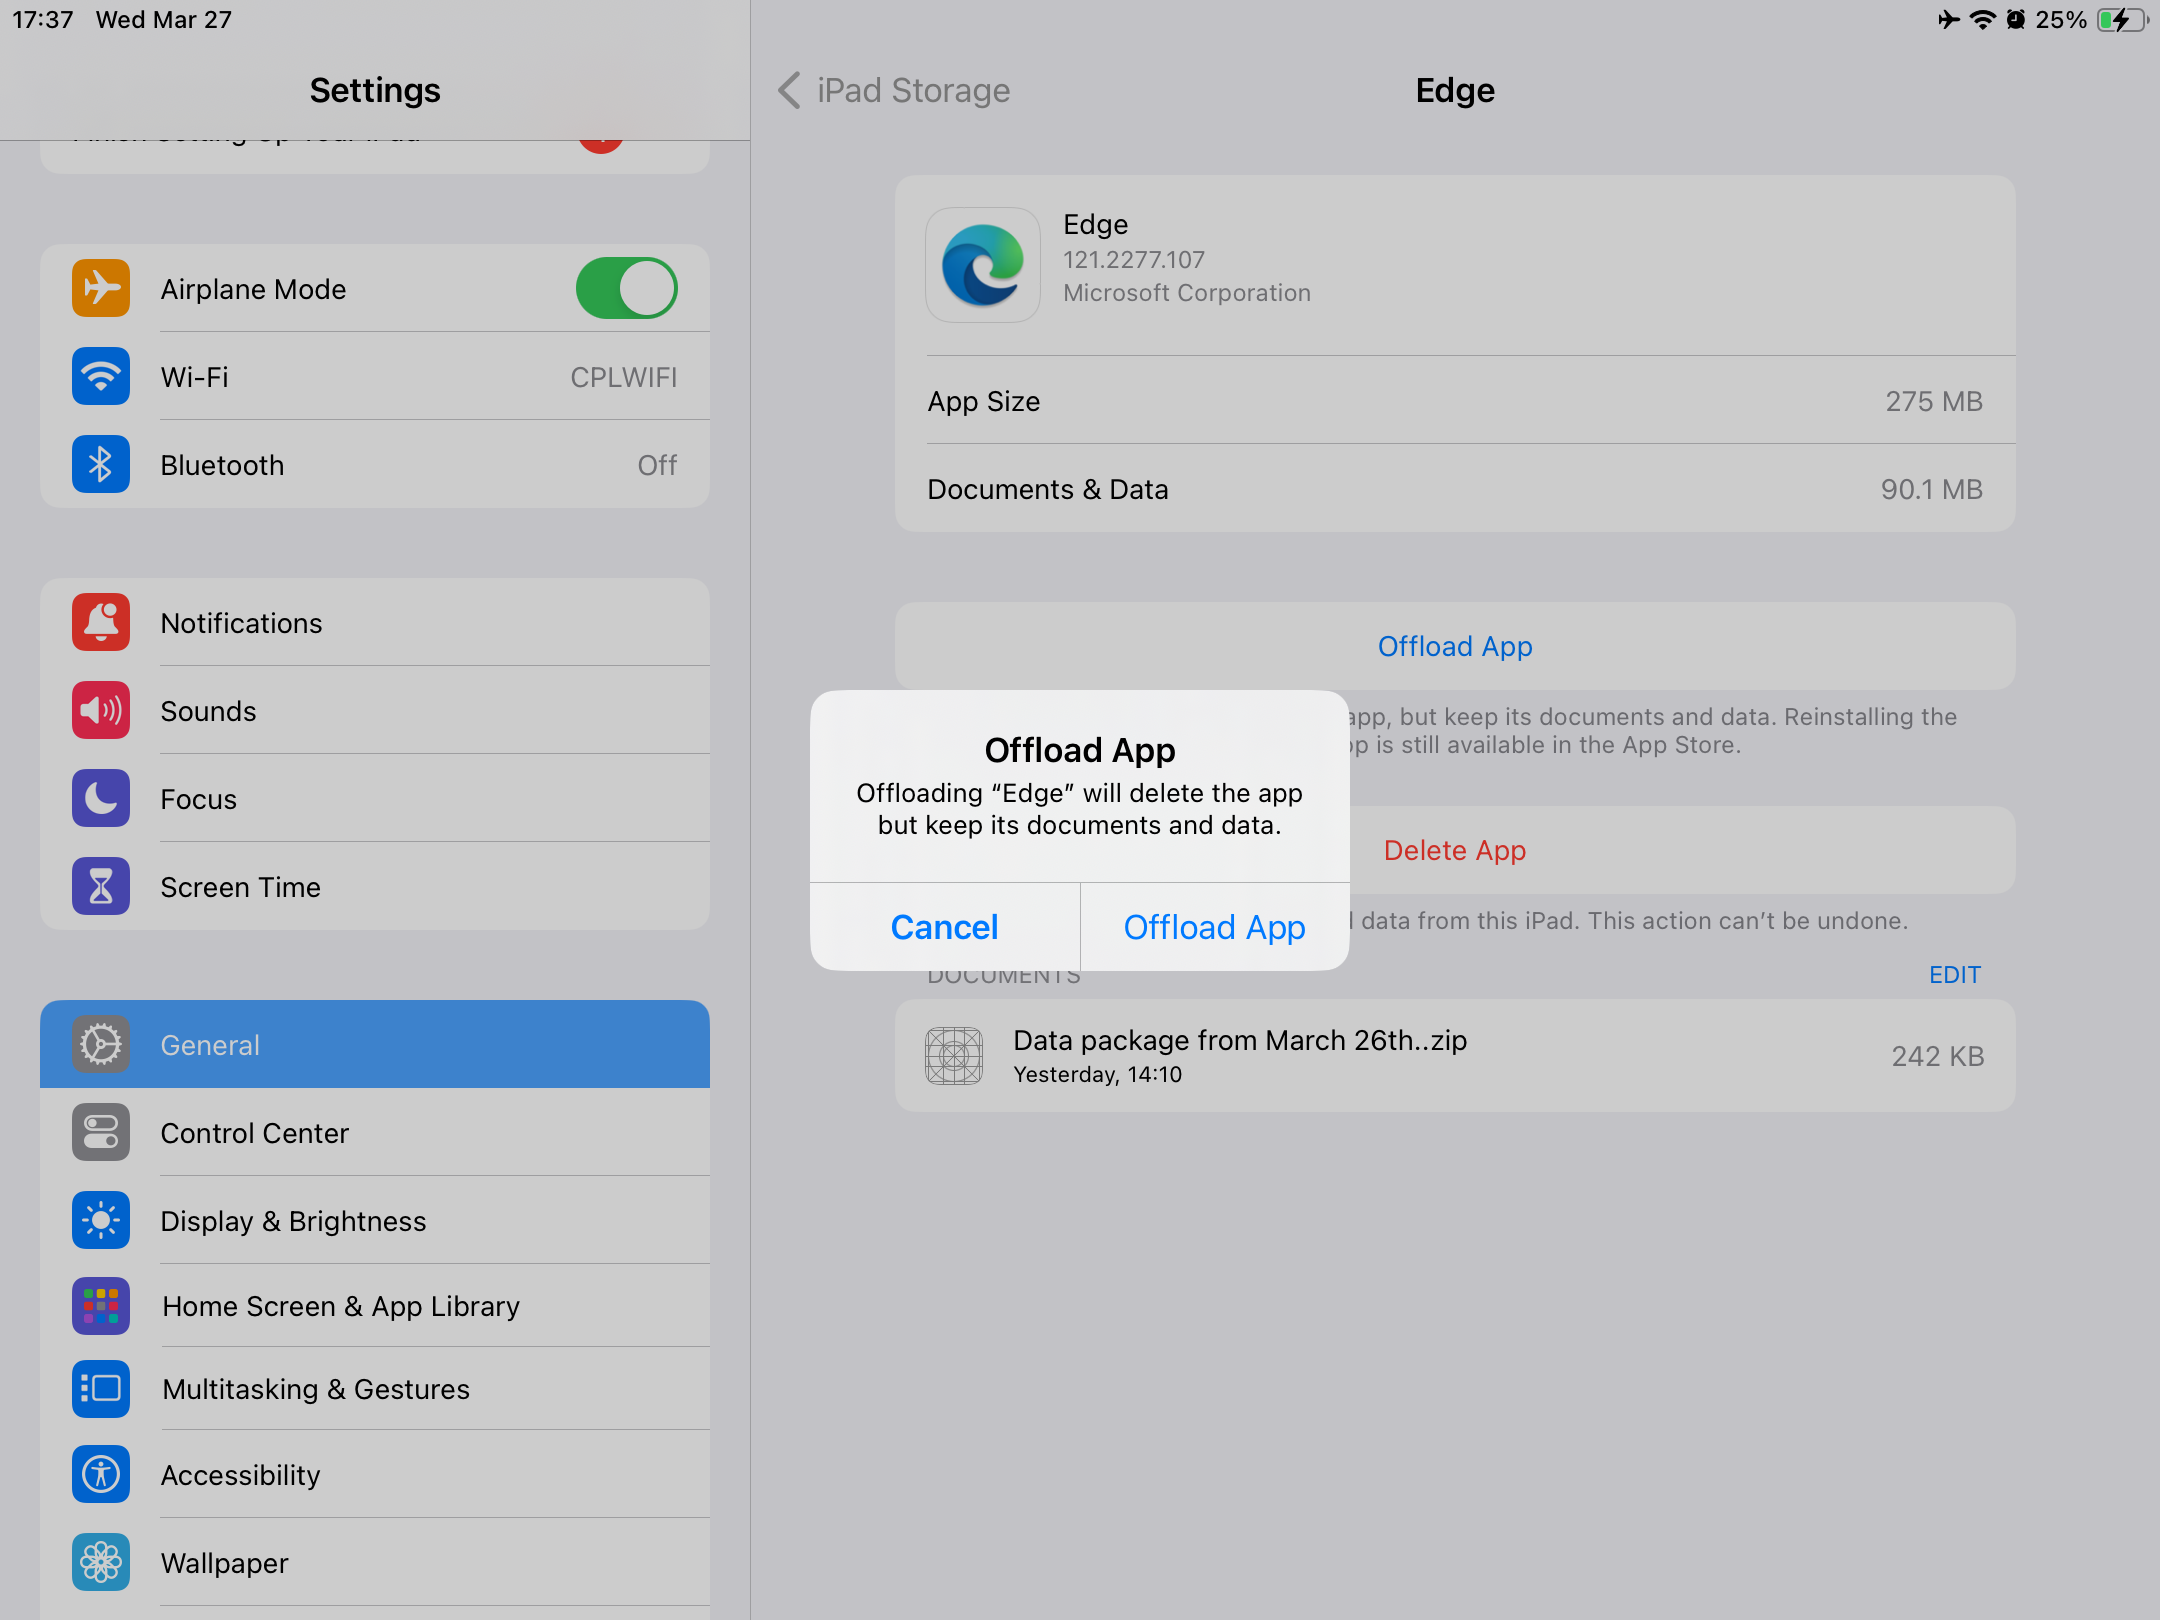 17:37 Wed Mar 27
25%
Settings
Airplane Mode
Wi-Fi
CPLWIFI
Bluetooth
Off
Notifications
Sounds
Focus
Screen Time
General
Control Center
Display & Brightness
Home Screen & App Library
Multitasking & Gestures
Accessibility
Wallpaper
iPad Storage
Edge
Edge
121.2277.107
Microsoft Corporation
App Size
275 MB
Documents & Data
90.1 MB
Offload App
app, but keep its documents and data. Reinstalling the
is still available in the App Store.
Delete App
data from this iPad. This action can't be undone.
Offload App
Offloading “Edge” will delete the app
but keep its documents and data.
Cancel
Offload App
DOCUMENTS
EDIT
Data package from March 26th..zip
Yesterday, 14:10
242 KB